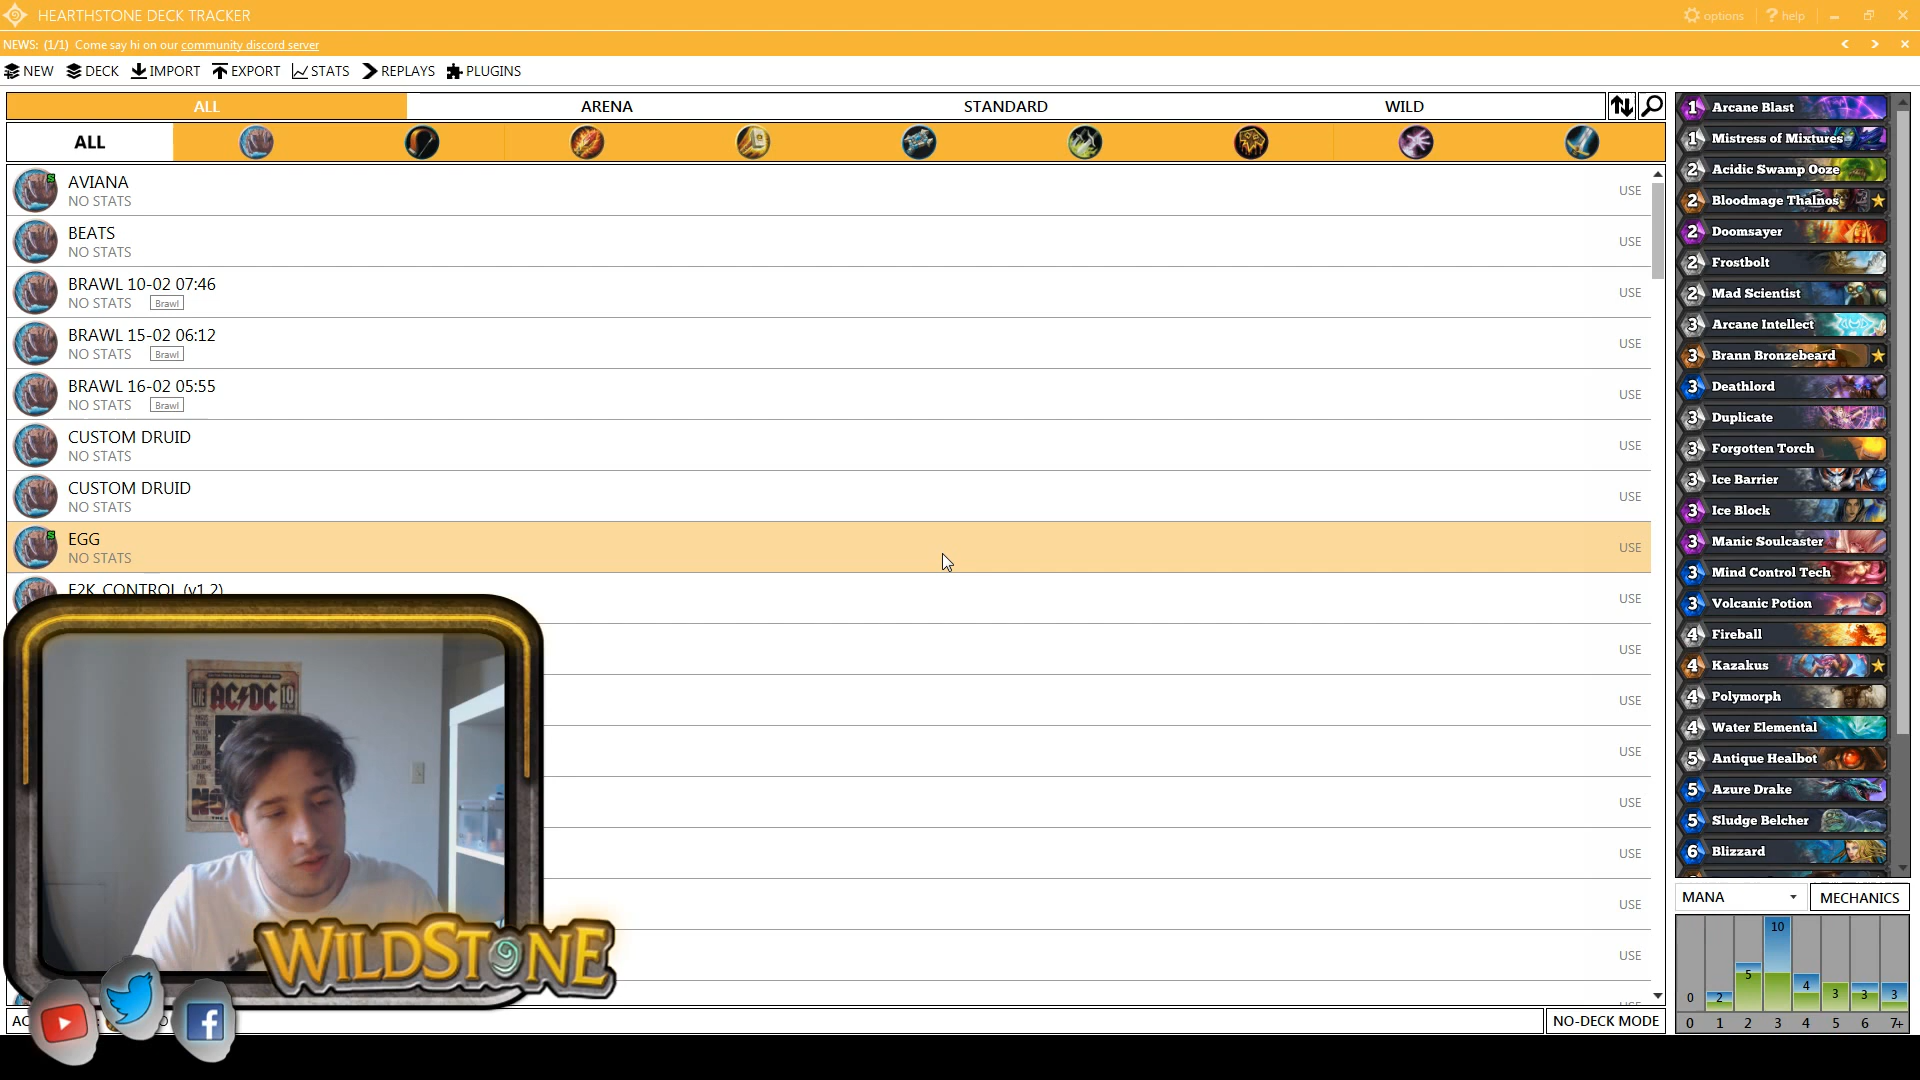 HEARTHSTONE DECK TRACKER
options
? help
NEWS: (1/1) Come say hi on our community discord server
NEW DECK IMPORT EXPORT STATS REPLAYS PLUGINS
ALL ARENA STANDARD WILD
ALL
AVIANA
NO STATS
USE
BEATS
NO STATS
USE
BRAWL 10-02 07:46
NO STATS Brawl
USE
BRAWL 15-02 06:12
NO STATS Brawl
USE
BRAWL 16-02 05:55
NO STATS Brawl
USE
CUSTOM DRUID
NO STATS
USE
CUSTOM DRUID
NO STATS
USE
EGG
NO STATS
USE
F2K CONTROL (v1.2)
USE
USE
USE
USE
USE
USE
USE
USE
USE
AC/DC
WILDSTONE
NO-DECK MODE
1 Arcane Blast
1 Mistress of Mixtures
2 Acidic Swamp Ooze
2 Bloodmage Thalnos
2 Doomsayer
2 Frostbolt
2 Mad Scientist
3 Arcane Intellect
3 Brann Bronzebeard
3 Deathlord
3 Duplicate
3 Forgotten Torch
3 Ice Barrier
3 Ice Block
3 Manic Soulcaster
3 Mind Control Tech
3 Volcanic Potion
4 Fireball
4 Kazakus
4 Polymorph
4 Water Elemental
5 Antique Healbot
5 Azure Drake
5 Sludge Belcher
6 Blizzard
MANA MECHANICS
0 2 5 10 4 3 3 3
0 1 2 3 4 5 6 7+